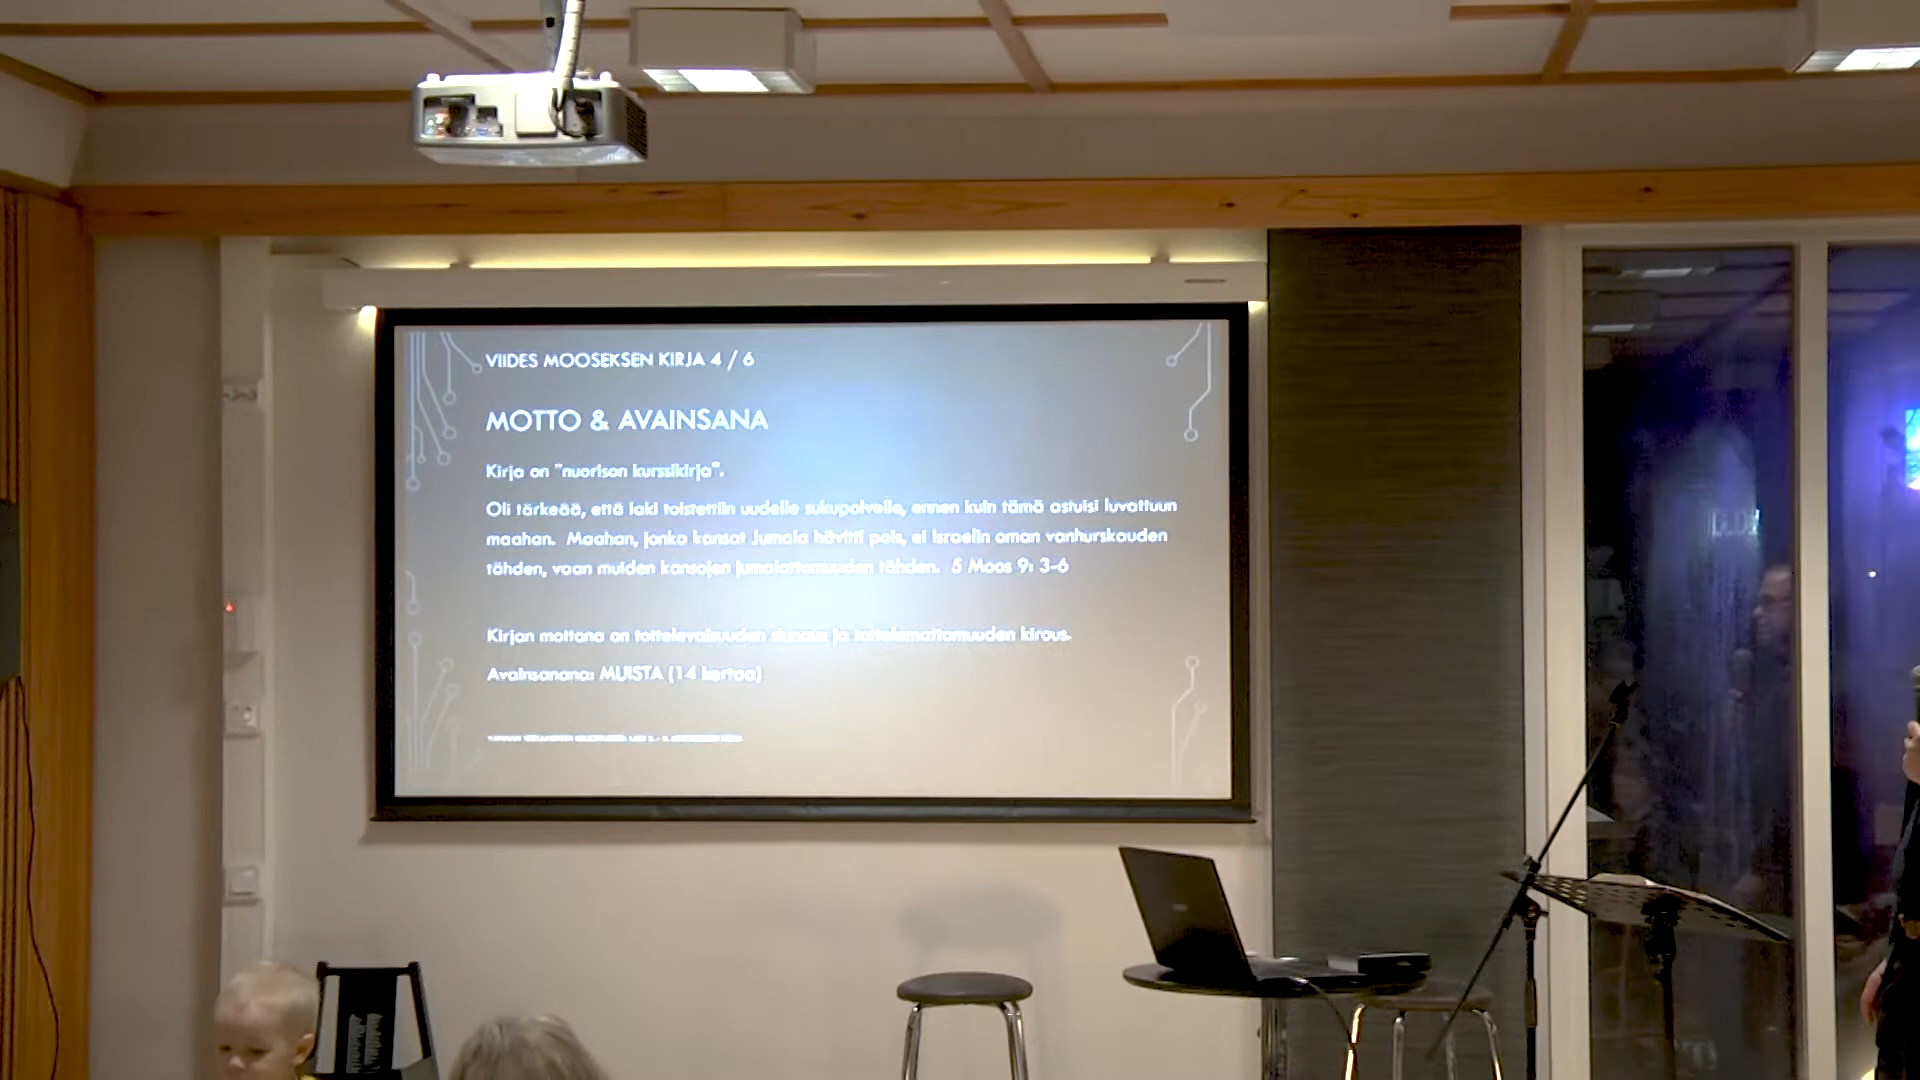 VIIDES MOOSEKSEN KIRJA 4 / 6
MOTTO & AVAINSANA
Kirja on "nuorison kurssikirja".
Oli tärkeää, että laki toistettiin uudelle sukupolvelle, ennen kuin tämä astuisi luvattuun
maahan. Maahan, jonka kansat Jumala hävitti pois, ei Israelin oman vanhurskauden
tähden, vaan muiden kansojen jumalattomuuden tähden. 5 Moos 9: 3-6
Kirjan mottona on tottelevaisuuden siunaus ja tottelemattomuuden kirous.
Avainsanana: MUISTA (14 kertaa)